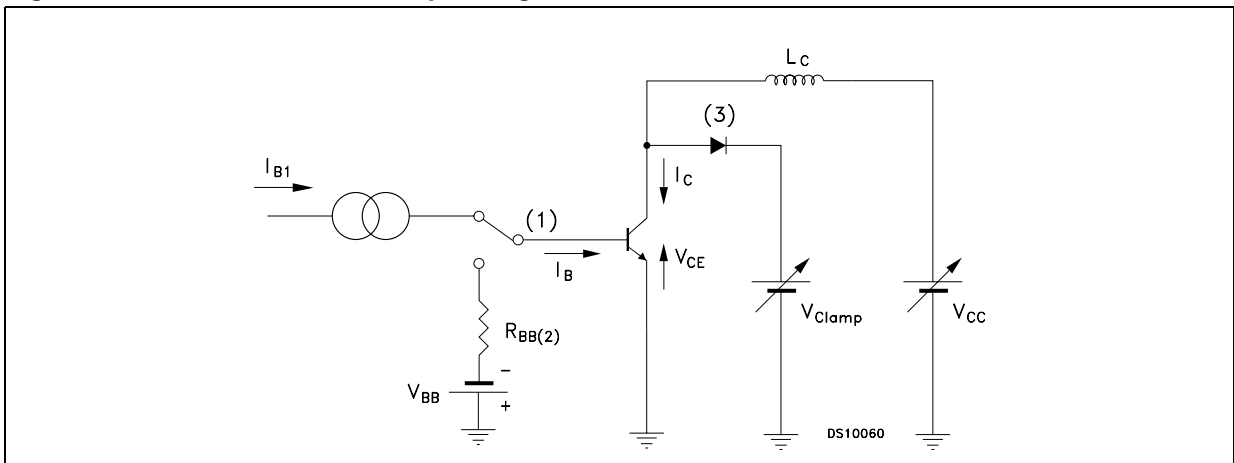 L_C
(3)
I_B1
I_C
(1)
I_B
V_CE
V_Clamp
V_CC
R_BB(2)
-
V_BB
+
DS10060